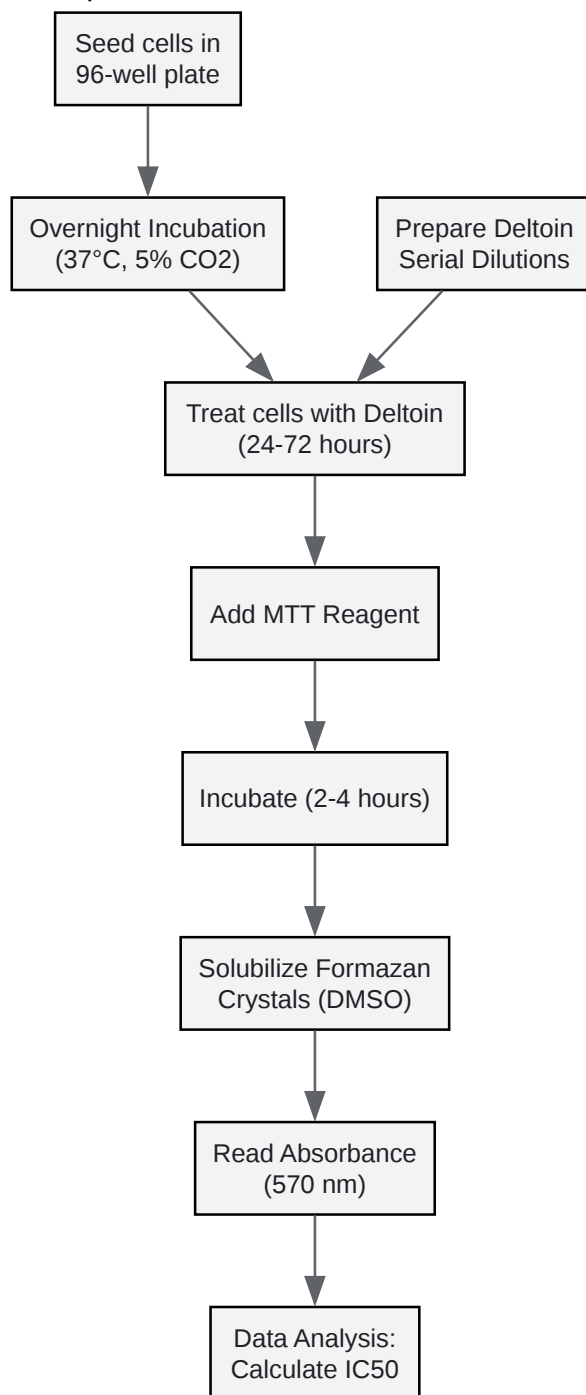 Seed cells in
96-well plate
Overnight Incubation
(37°C, 5% CO2)
Prepare Deltoin
Serial Dilutions
Treat cells with Deltoin
(24-72 hours)
Add MTT Reagent
Incubate (2-4 hours)
Solubilize Formazan
Crystals (DMSO)
Read Absorbance
(570 nm)
Data Analysis:
Calculate IC50